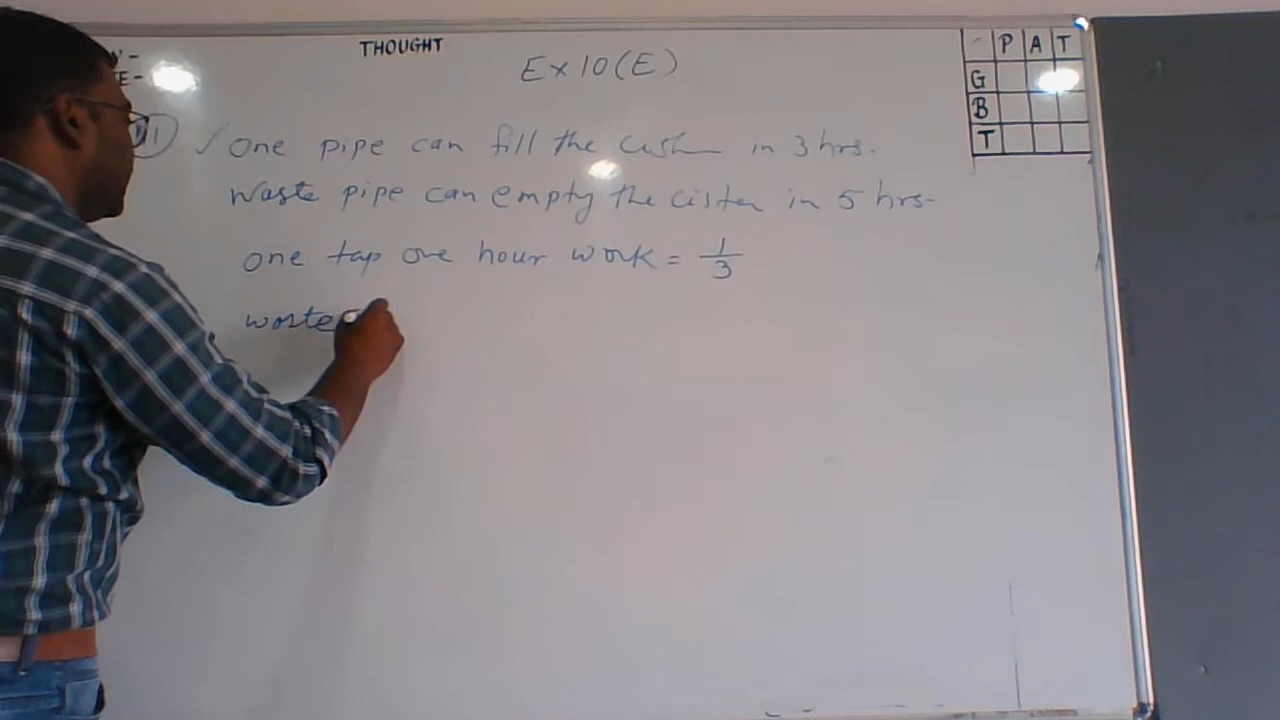 THOUGHT
Ex 10(E)
P A T
G
B
T
11 ✓ One pipe can fill the in 3 hrs.
Waste pipe can empty the cistern in 5 hrs.
one tap one hour work = 1/3
waste